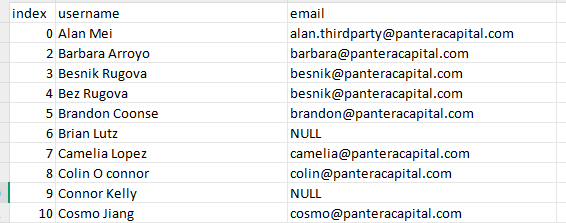 index username email
0 Alan Mei alan.thirdparty@panteracapital.com
2 Barbara Arroyo barbara@panteracapital.com
3 Besnik Rugova besnik@panteracapital.com
4 Bez Rugova besnik@panteracapital.com
5 Brandon Coonse brandon@panteracapital.com
6 Brian Lutz NULL
7 Camelia Lopez camelia@panteracapital.com
8 Colin O connor colin@panteracapital.com
9 Connor Kelly NULL
10 Cosmo Jiang cosmo@panteracapital.com